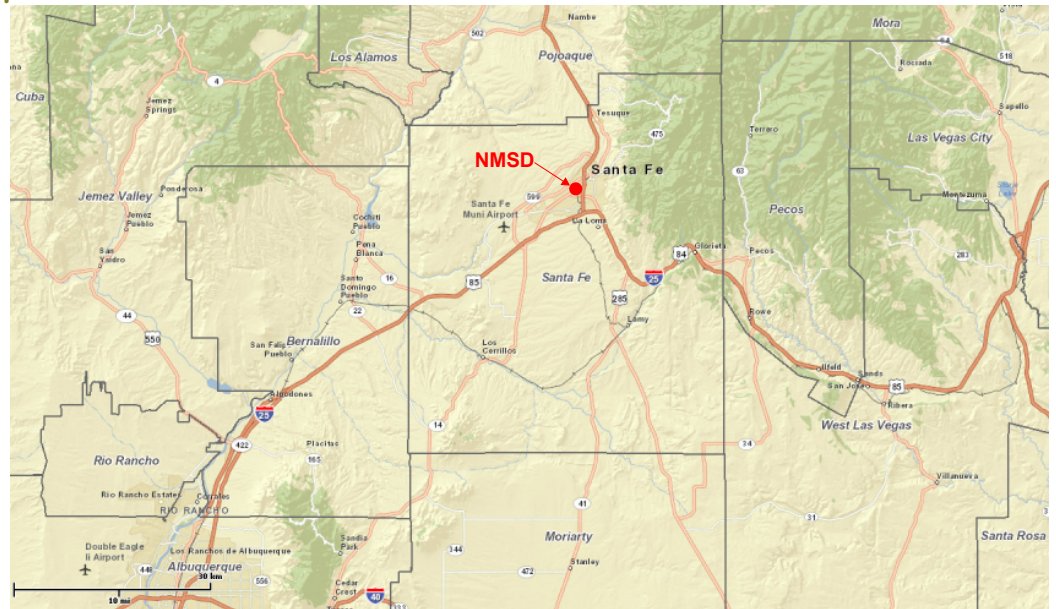 Nambe
Mora
502
94
518
Los Alamos
Pojoaque
Rociada
4
Cuba
Jemez
Springs
Tesuque
Sapello
475
Terrero
Las Vegas City
NMSD
Santa Fe
63
Jemez Valley
Ponderosa
599
Santa Fe
Muni Airport
Pecos
Montezuma
Jemez
Pueblo
Cochiti
Pueblo
La Loma
San
Ysidro
Pena
Blanca
84
Glorieta
Pecos
283
Santo
Domingo
Pueblo
16
85
Santa Fe
25
285
44
22
Rowe
550
San Felipe
Pueblo
Bernalillo
Los
Cerrillos
Lamy
Ilfeld
Sands
San Jose
85
Algodones
Ribera
25
14
West Las Vegas
422
Placitas
34
165
Rio Rancho
Villanueva
Rio Rancho Estates
Corrales
RIO RANCHO
41
31
Double Eagle
Ii Airport
Los Ranchos de Albuquerque
Sandia
Park
344
Moriarty
Santa Rosa
448
Albuquerque
556
472
Stanley
30 km
Cedar
Crest
40
10 mi